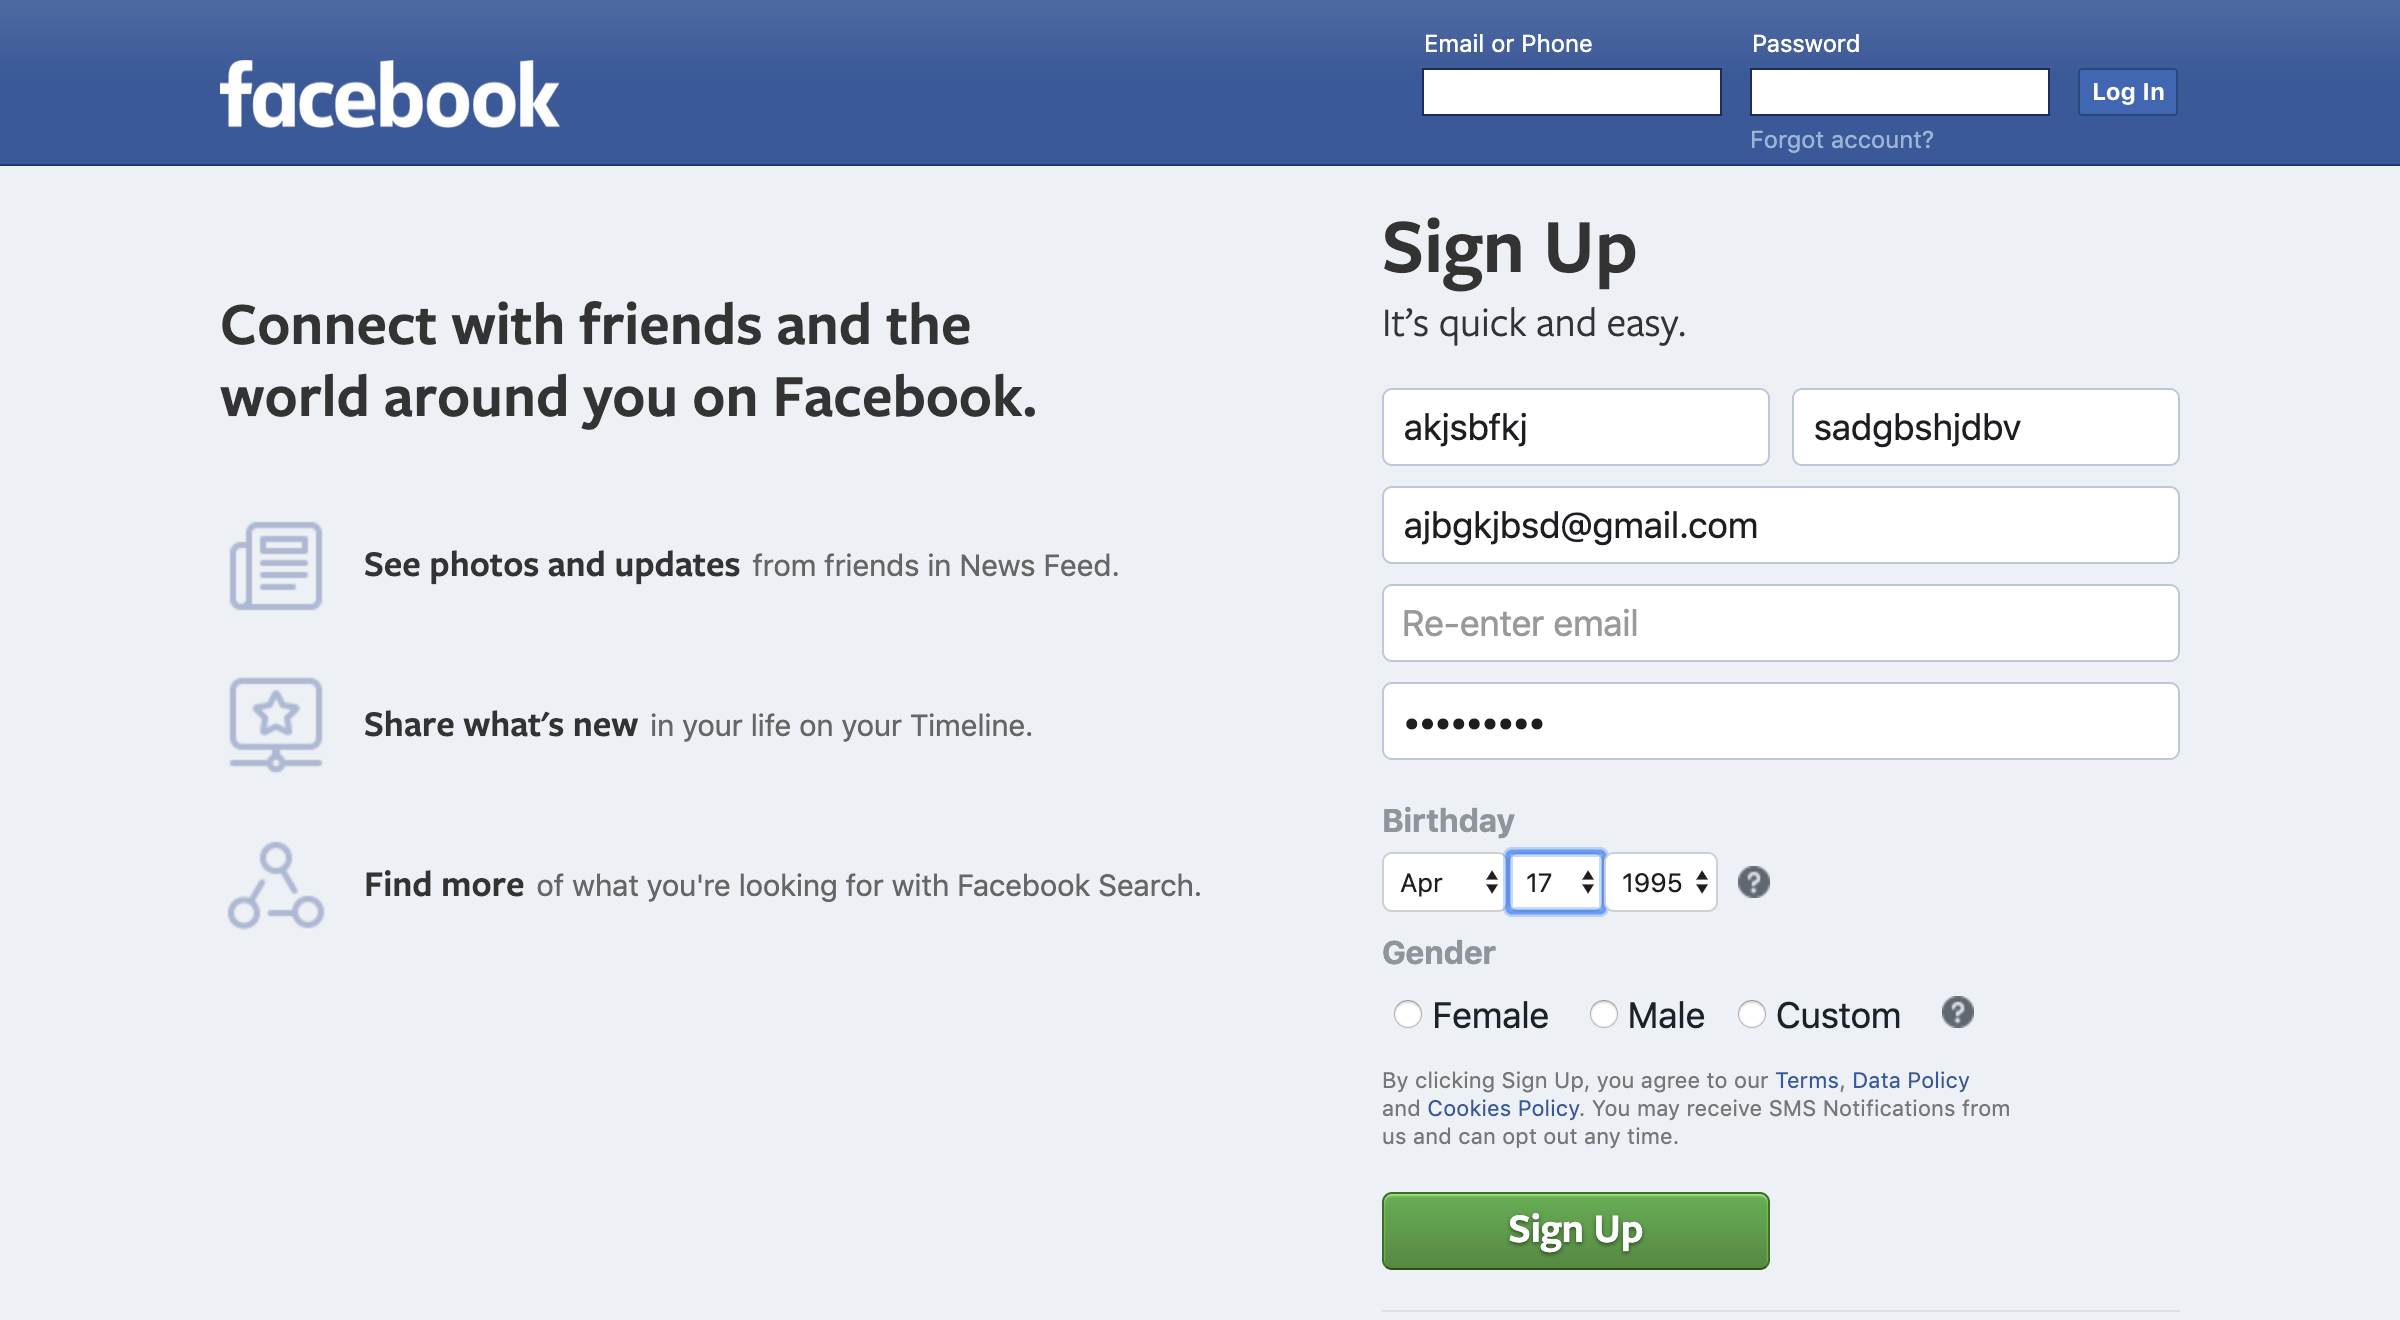 facebook
Email or Phone
Password
Log In
Forgot account?
Connect with friends and the
world around you on Facebook.
See photos and updates from friends in News Feed.
Share what's new in your life on your Timeline.
Find more of what you're looking for with Facebook Search.
Sign Up
It's quick and easy.
akjsbfkj sadgbshjdbv
ajbgkjbsd@gmail.com
Re-enter email
•••••••••
Birthday
Apr 17 1995 ?
Gender
Female Male Custom ?
By clicking Sign Up, you agree to our Terms, Data Policy
and Cookies Policy. You may receive SMS Notifications from
us and can opt out any time.
Sign Up